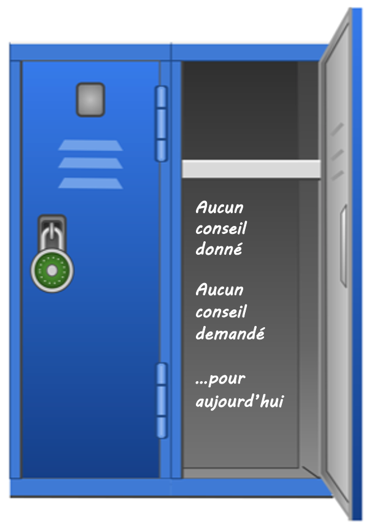 Aucun
conseil
donné
Aucun
conseil
demandé
...pour
aujourd'hui